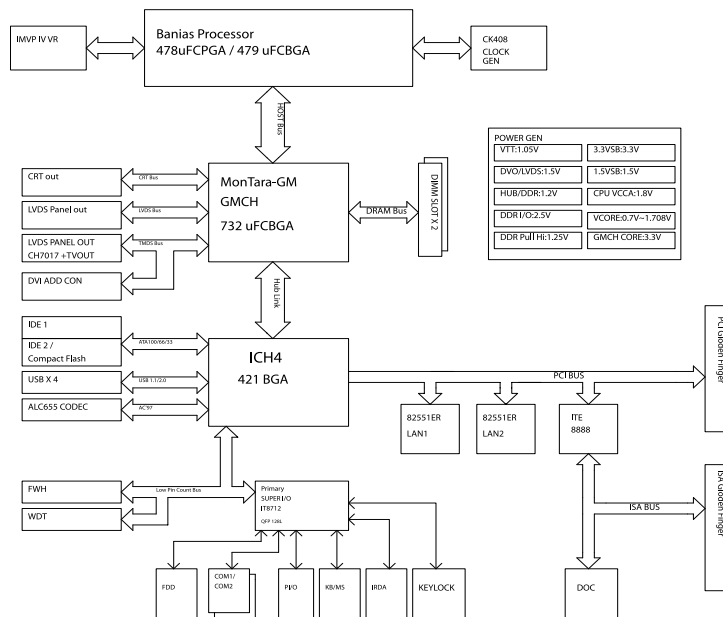 IMVP IV VR
Banias Processor
478uFCPGA / 479 uFCBGA
CK408
CLOCK
GEN
HOST Bus
POWER GEN
VTT:1.05V
3.3VSB:3.3V
DVO/LVDS:1.5V
1.5VSB:1.5V
HUB/DDR:1.2V
CPU VCCA:1.8V
DDR I/O:2.5V
VCORE:0.7V~1.708V
DDR Pull Hi:1.25V
GMCH CORE:3.3V
CRT out
CRT Bus
MonTara-GM
GMCH
732 uFCBGA
DRAM Bus
DIMM SLOT X 2
LVDS Panel out
LVDS Bus
LVDS PANEL OUT
CH7017 +TVOUT
TMDS Bus
DVI ADD CON
Hub Link
IDE 1
IDE 2 /
Compact Flash
ATA100/66/33
ICH4
421 BGA
USB X 4
USB 1.1/2.0
ALC655 CODEC
AC'97
PCI BUS
PCI Gloden Finger
82551ER
LAN1
82551ER
LAN2
ITE
8888
FWH
Low Pin Count Bus
WDT
Primary
SUPER I/O
IT8712
QFP 128L
ISA BUS
ISA Gloden Finger
FDD
COM1/
COM2
PI/O
KB/MS
IRDA
KEYLOCK
DOC